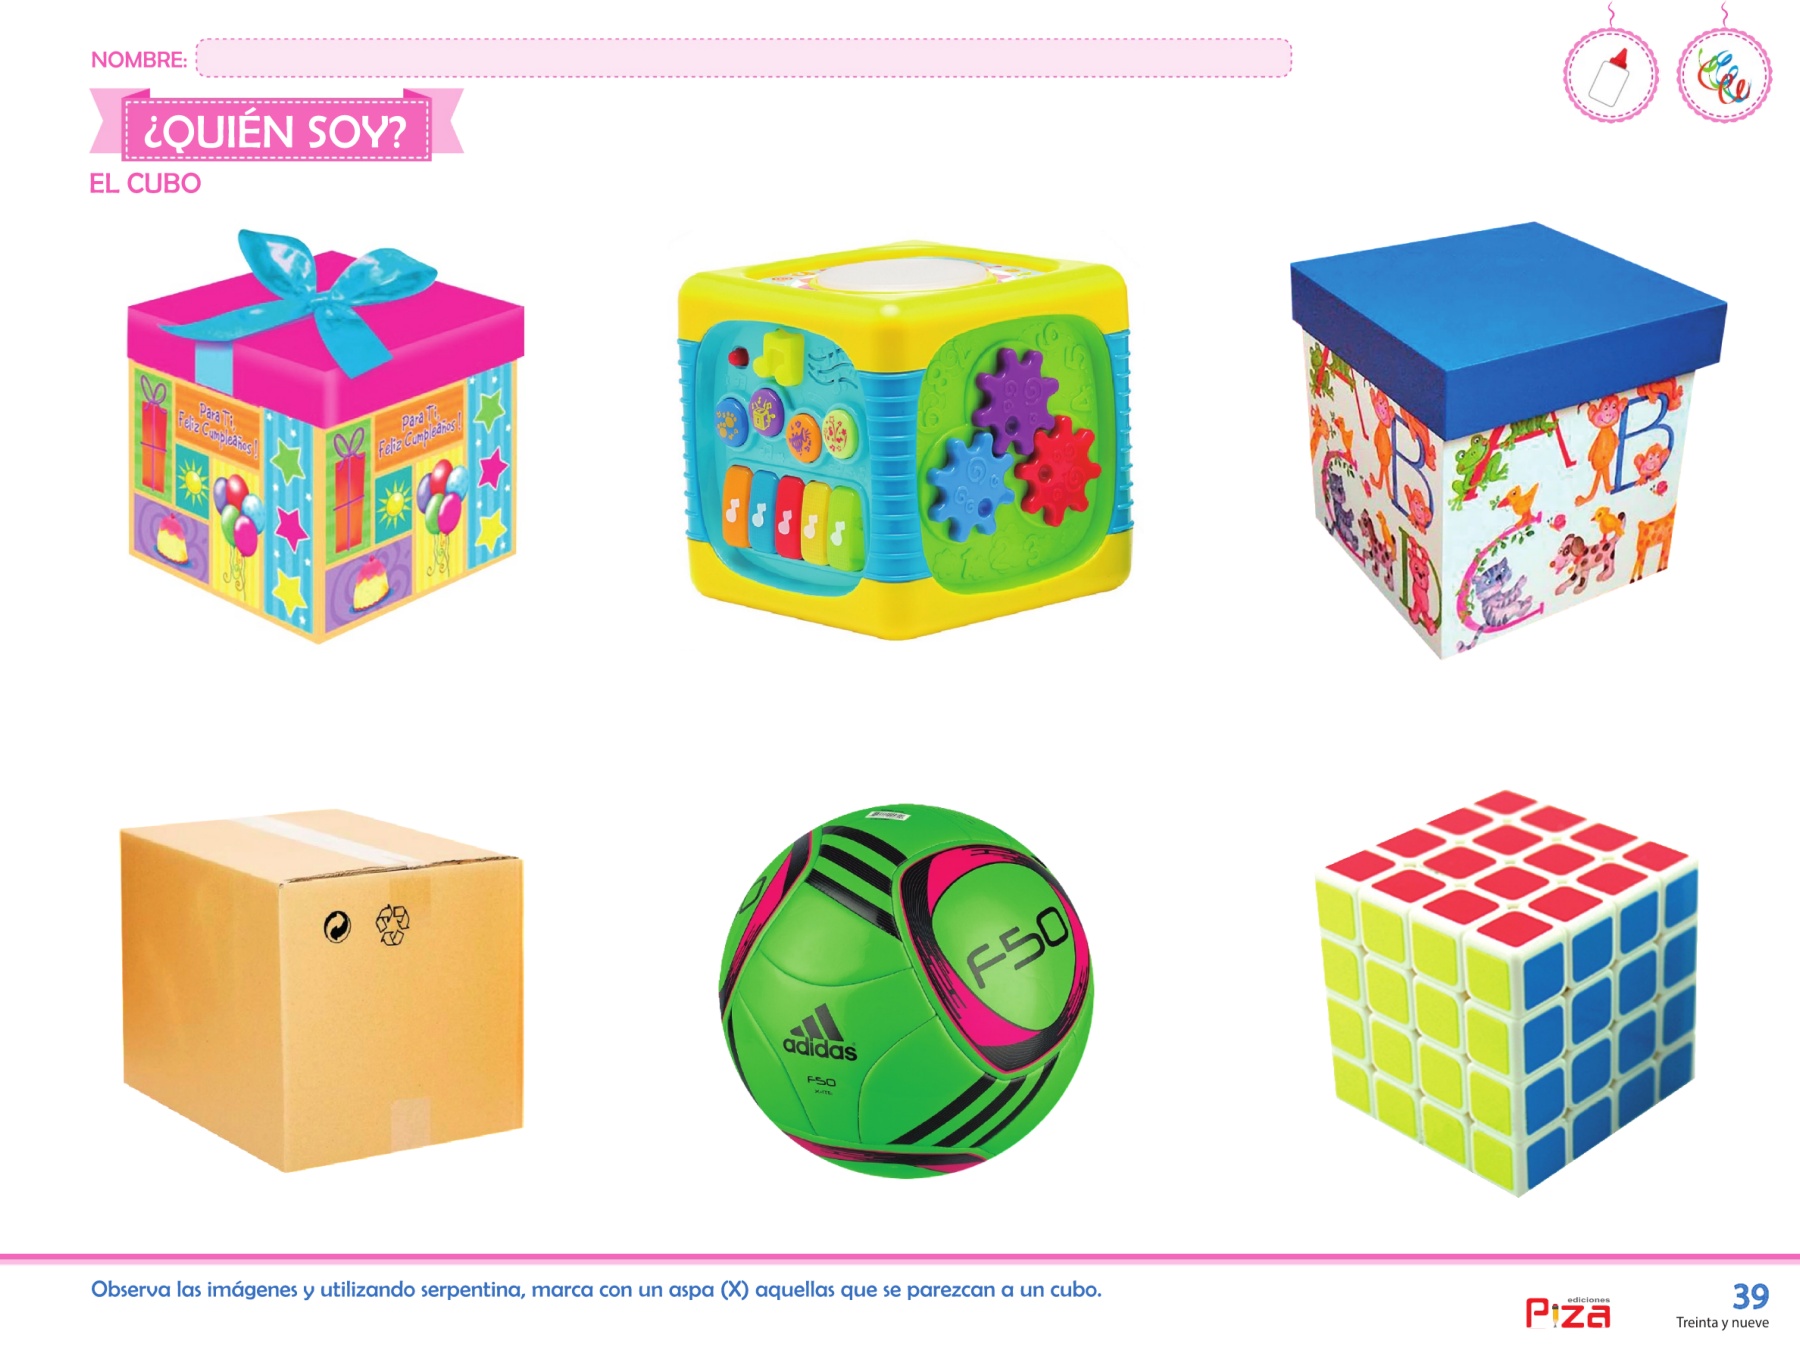 NOMBRE:
¿QUIÉN SOY?
EL CUBO
Para Ti,
Feliz Cumpleaños !
Para Ti,
Feliz Cumpleaños !
A B
B
C
D
C
F50
adidas
F50
Observa las imágenes y utilizando serpentina, marca con un aspa (X) aquellas que se parezcan a un cubo.
ediciones
Piza
39
Treinta y nueve